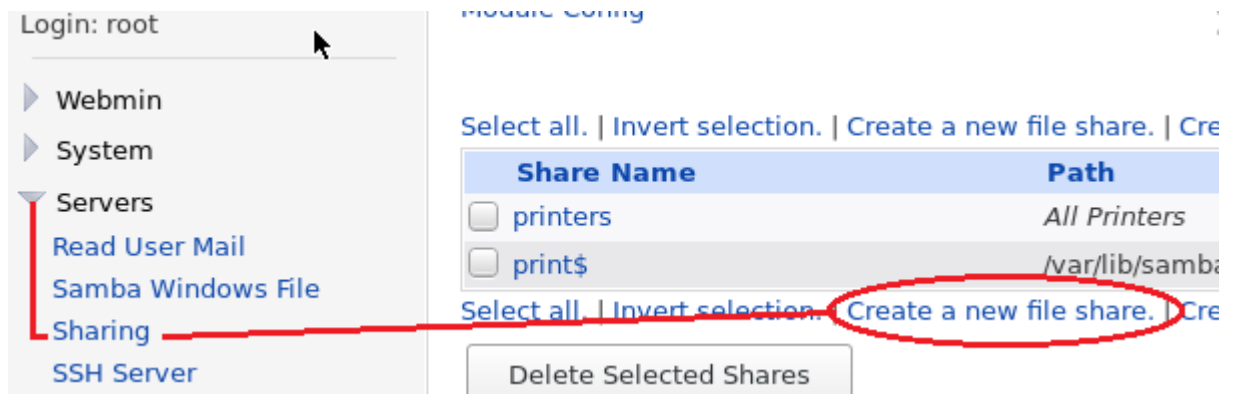 Login: root
Module Config
Webmin
System
Servers
Read User Mail
Samba Windows File
Sharing
SSH Server
Select all. | Invert selection. | Create a new file share. | Cre
Share Name Path
printers All Printers
print$ /var/lib/samba
Select all. | Invert selection. | Create a new file share. | Cre
Delete Selected Shares